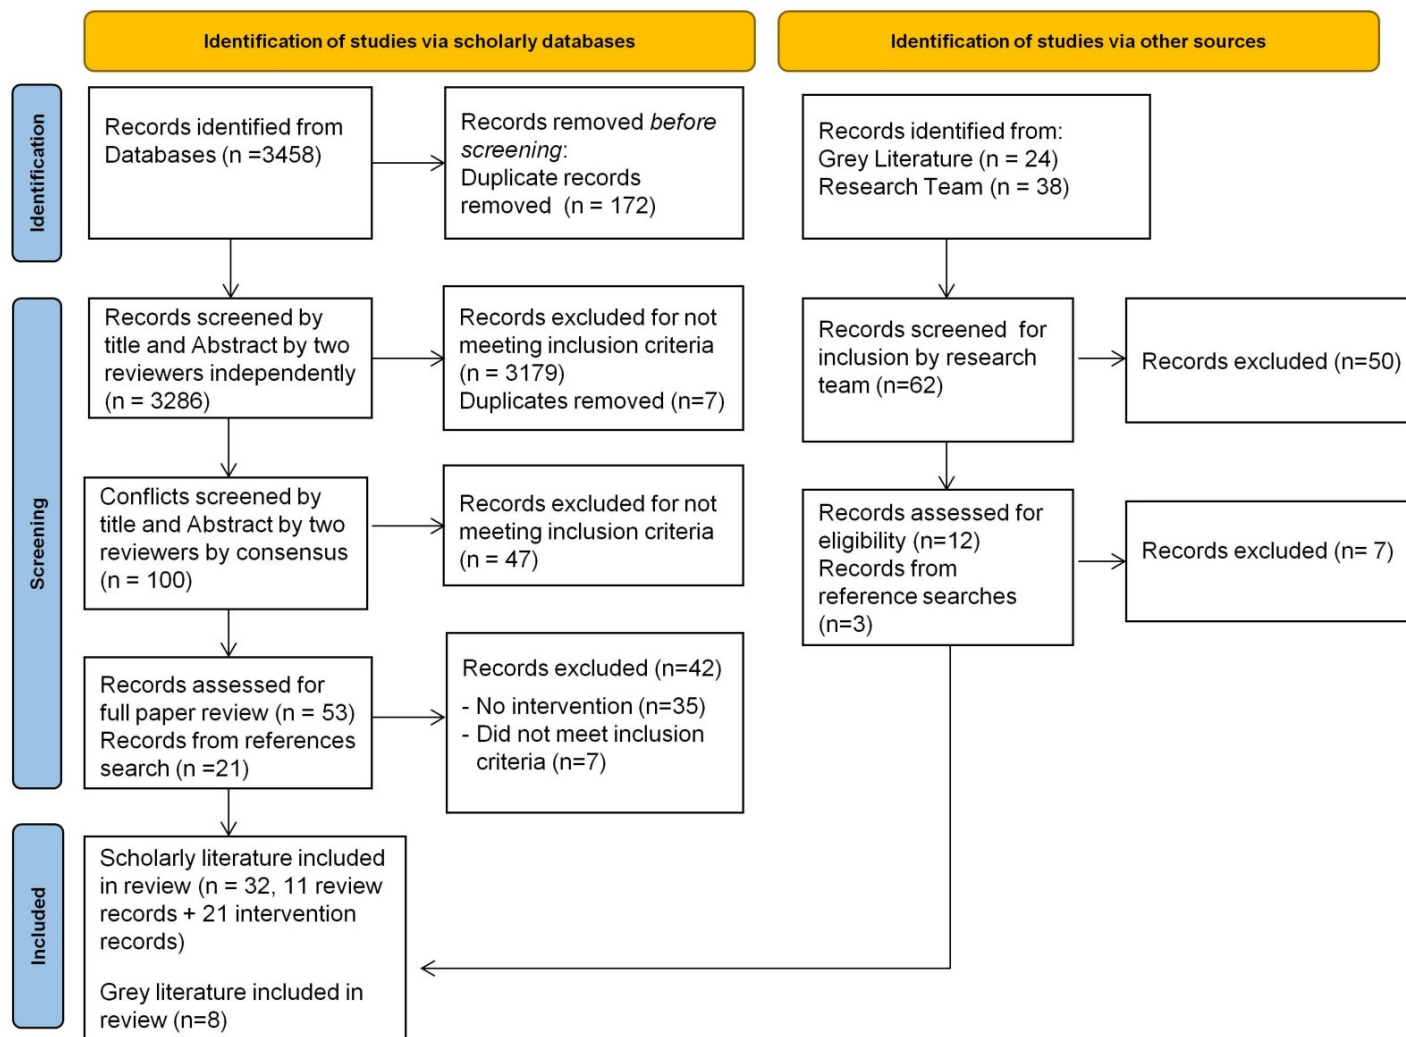 Identification of studies via scholarly databases
Identification of studies via other sources
Identification
Records identified from
Databases (n =3458)
Records removed before
screening:
Duplicate records
removed  (n = 172)
Records identified from:
Grey Literature (n = 24)
Research Team (n = 38)
Screening
Records screened by
title and Abstract by two
reviewers independently
(n = 3286)
Records excluded for not
meeting inclusion criteria
(n = 3179)
Duplicates removed (n=7)
Records screened  for
inclusion by research
team (n=62)
Records excluded (n=50)
Conflicts screened by
title and Abstract by two
reviewers by consensus
(n = 100)
Records excluded for not
meeting inclusion criteria
(n = 47)
Records assessed for
eligibility (n=12)
Records from
reference searches
(n=3)
Records excluded (n= 7)
Records assessed for
full paper review (n = 53)
Records from references
search (n =21)
Records excluded (n=42)
- No intervention (n=35)
- Did not meet inclusion
criteria (n=7)
Included
Scholarly literature included
in review (n = 32, 11 review
records + 21 intervention
records)
Grey literature included in
review (n=8)